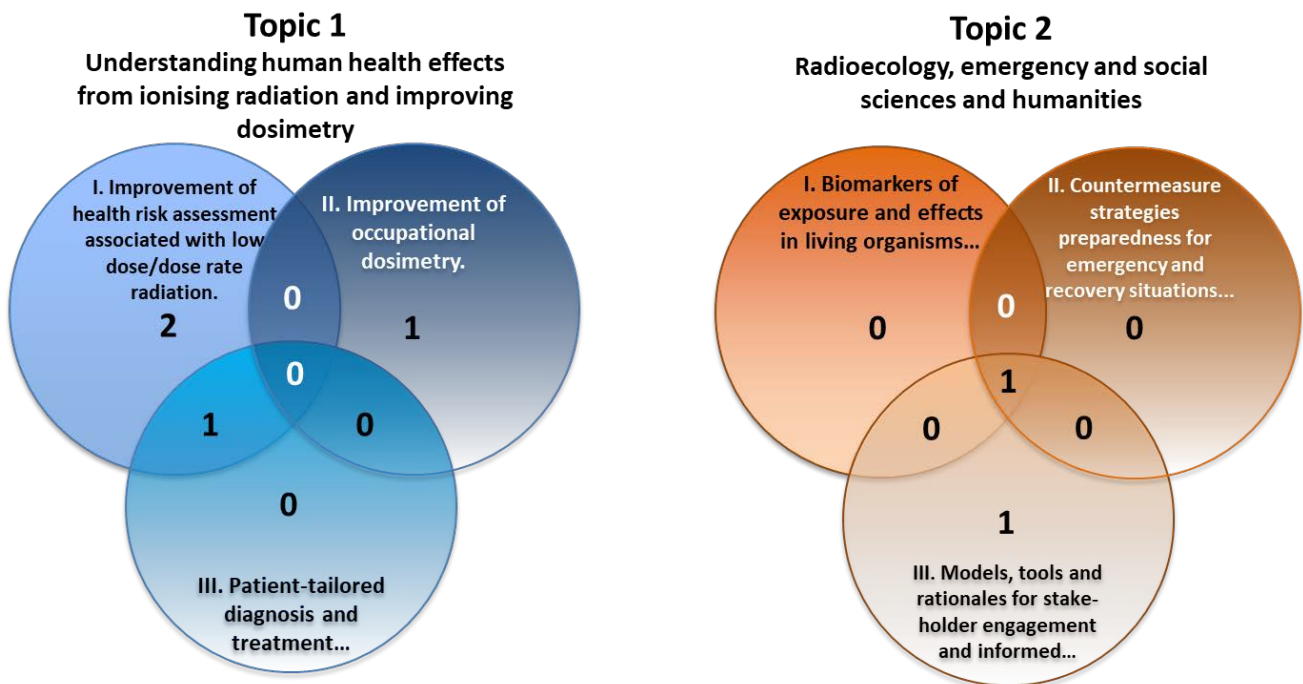 Topic 1
Understanding human health effects
from ionising radiation and improving
dosimetry
I. Improvement of
health risk assessment
associated with low
dose/dose rate
radiation.
2
0
II. Improvement of
occupational
dosimetry.
1
0
1
0
0
III. Patient-tailored
diagnosis and
treatment...
Topic 2
Radioecology, emergency and social
sciences and humanities
I. Biomarkers of
exposure and effects
in living organisms...
0
0
II. Countermeasure
strategies
preparedness for
emergency and
recovery situations...
0
1
0
0
1
III. Models, tools and
rationales for stake-
holder engagement
and informed...